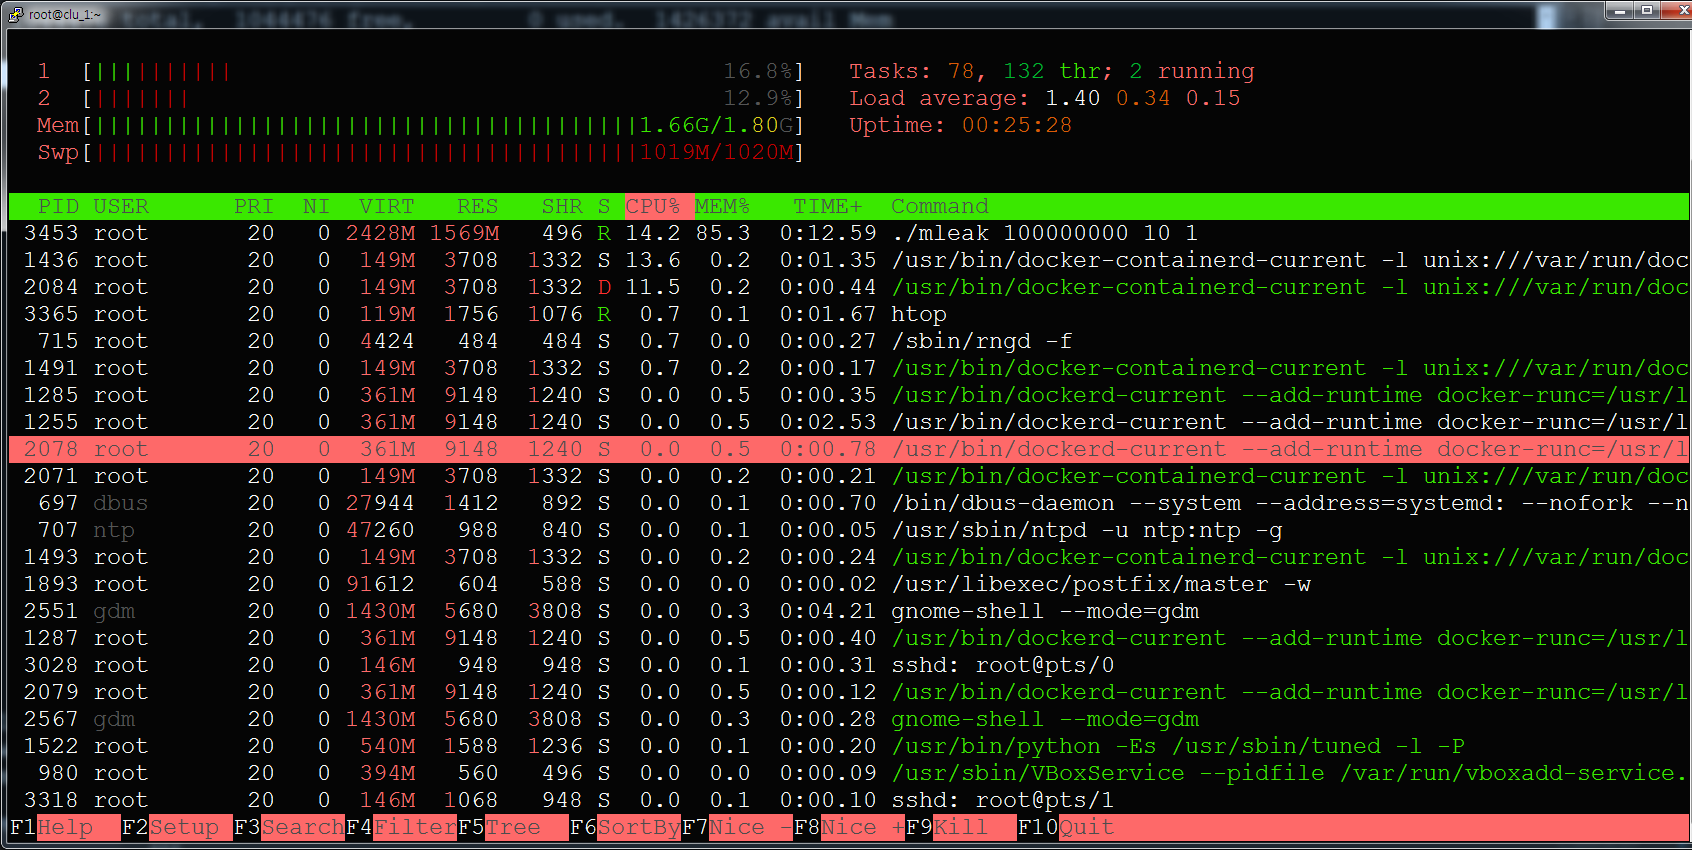 root@clu_1:~
total, 1044476 free, 0 used. 1426372 avail Mem
1 [||||||||||| 16.8%] Tasks: 78, 132 thr; 2 running
2 [||||||| 12.9%] Load average: 1.40 0.34 0.15
Mem[||||||||||||||||||||||||||||||||||||||||1.66G/1.80G] Uptime: 00:25:28
Swp[||||||||||||||||||||||||||||||||||||||||1019M/1020M]
PID USER PRI NI VIRT RES SHR S CPU% MEM% TIME+ Command
3453 root 20 0 2428M 1569M 496 R 14.2 85.3 0:12.59 ./mleak 100000000 10 1
1436 root 20 0 149M 3708 1332 S 13.6 0.2 0:01.35 /usr/bin/docker-containerd-current -l unix:///var/run/doc
2084 root 20 0 149M 3708 1332 D 11.5 0.2 0:00.44 /usr/bin/docker-containerd-current -l unix:///var/run/doc
3365 root 20 0 119M 1756 1076 R 0.7 0.1 0:01.67 htop
715 root 20 0 4424 484 484 S 0.7 0.0 0:00.27 /sbin/rngd -f
1491 root 20 0 149M 3708 1332 S 0.7 0.2 0:00.17 /usr/bin/docker-containerd-current -l unix:///var/run/doc
1285 root 20 0 361M 9148 1240 S 0.0 0.5 0:00.35 /usr/bin/dockerd-current --add-runtime docker-runc=/usr/l
1255 root 20 0 361M 9148 1240 S 0.0 0.5 0:02.53 /usr/bin/dockerd-current --add-runtime docker-runc=/usr/l
2078 root 20 0 361M 9148 1240 S 0.0 0.5 0:00.78 /usr/bin/dockerd-current --add-runtime docker-runc=/usr/l
2071 root 20 0 149M 3708 1332 S 0.0 0.2 0:00.21 /usr/bin/docker-containerd-current -l unix:///var/run/doc
697 dbus 20 0 27944 1412 892 S 0.0 0.1 0:00.70 /bin/dbus-daemon --system --address=systemd: --nofork --n
707 ntp 20 0 47260 988 840 S 0.0 0.1 0:00.05 /usr/sbin/ntpd -u ntp:ntp -g
1493 root 20 0 149M 3708 1332 S 0.0 0.2 0:00.24 /usr/bin/docker-containerd-current -l unix:///var/run/doc
1893 root 20 0 91612 604 588 S 0.0 0.0 0:00.02 /usr/libexec/postfix/master -w
2551 gdm 20 0 1430M 5680 3808 S 0.0 0.3 0:04.21 gnome-shell --mode=gdm
1287 root 20 0 361M 9148 1240 S 0.0 0.5 0:00.40 /usr/bin/dockerd-current --add-runtime docker-runc=/usr/l
3028 root 20 0 146M 948 948 S 0.0 0.1 0:00.31 sshd: root@pts/0
2079 root 20 0 361M 9148 1240 S 0.0 0.5 0:00.12 /usr/bin/dockerd-current --add-runtime docker-runc=/usr/l
2567 gdm 20 0 1430M 5680 3808 S 0.0 0.3 0:00.28 gnome-shell --mode=gdm
1522 root 20 0 540M 1588 1236 S 0.0 0.1 0:00.20 /usr/bin/python -Es /usr/sbin/tuned -l -P
980 root 20 0 394M 560 496 S 0.0 0.0 0:00.09 /usr/sbin/VBoxService --pidfile /var/run/vboxadd-service.
3318 root 20 0 146M 1068 948 S 0.0 0.1 0:00.10 sshd: root@pts/1
F1Help F2Setup F3SearchF4FilterF5Tree F6SortByF7Nice -F8Nice +F9Kill F10Quit